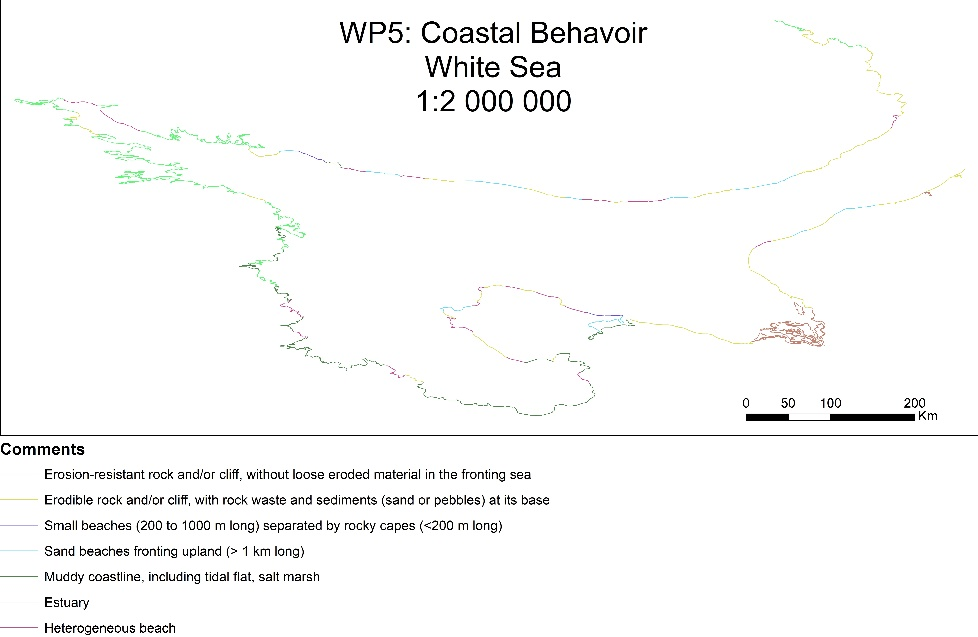 WP5: Coastal Behavoir
White Sea
1:2 000 000
0 50 100 200
Km
Comments
Erosion-resistant rock and/or cliff, without loose eroded material in the fronting sea
Erodible rock and/or cliff, with rock waste and sediments (sand or pebbles) at its base
Small beaches (200 to 1000 m long) separated by rocky capes (<200 m long)
Sand beaches fronting upland (> 1 km long)
Muddy coastline, including tidal flat, salt marsh
Estuary
Heterogeneous beach